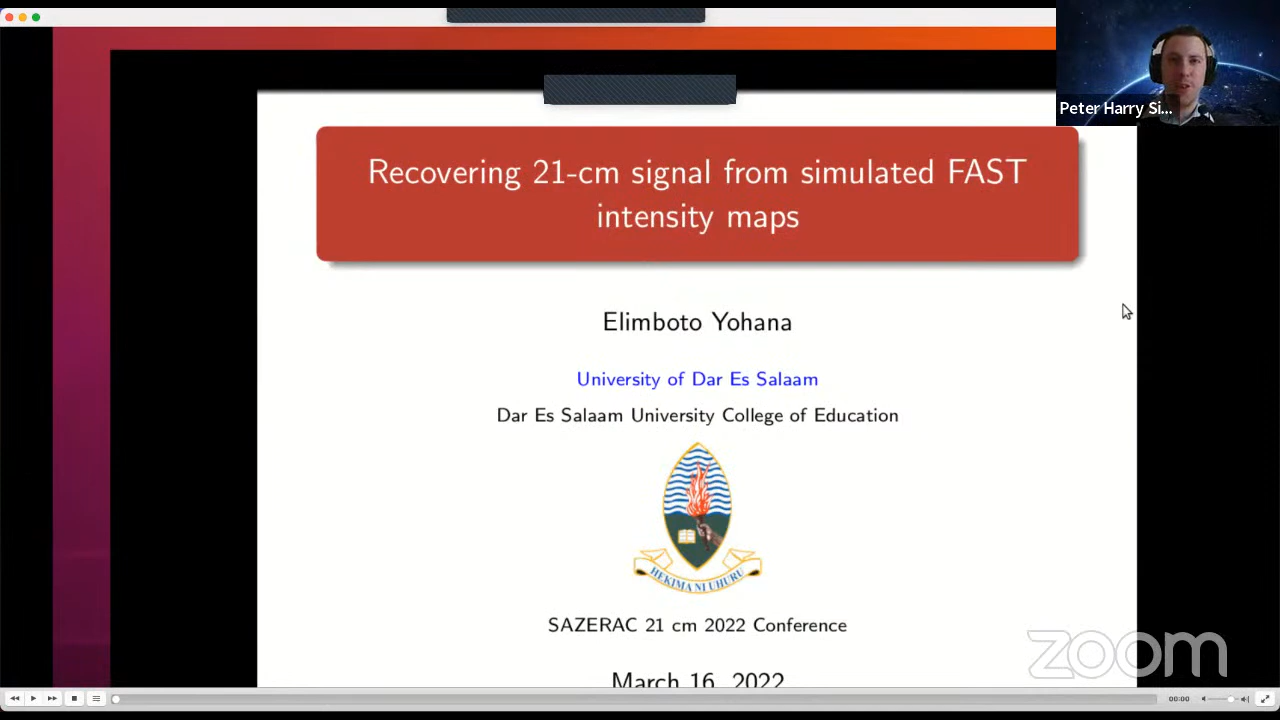 Peter Harry Si...
Recovering 21-cm signal from simulated FAST
intensity maps
Elimboto Yohana
University of Dar Es Salaam
Dar Es Salaam University College of Education
HEKIMA NI UHURU
SAZERAC 21 cm 2022 Conference
March 16, 2022
zoom
00:00